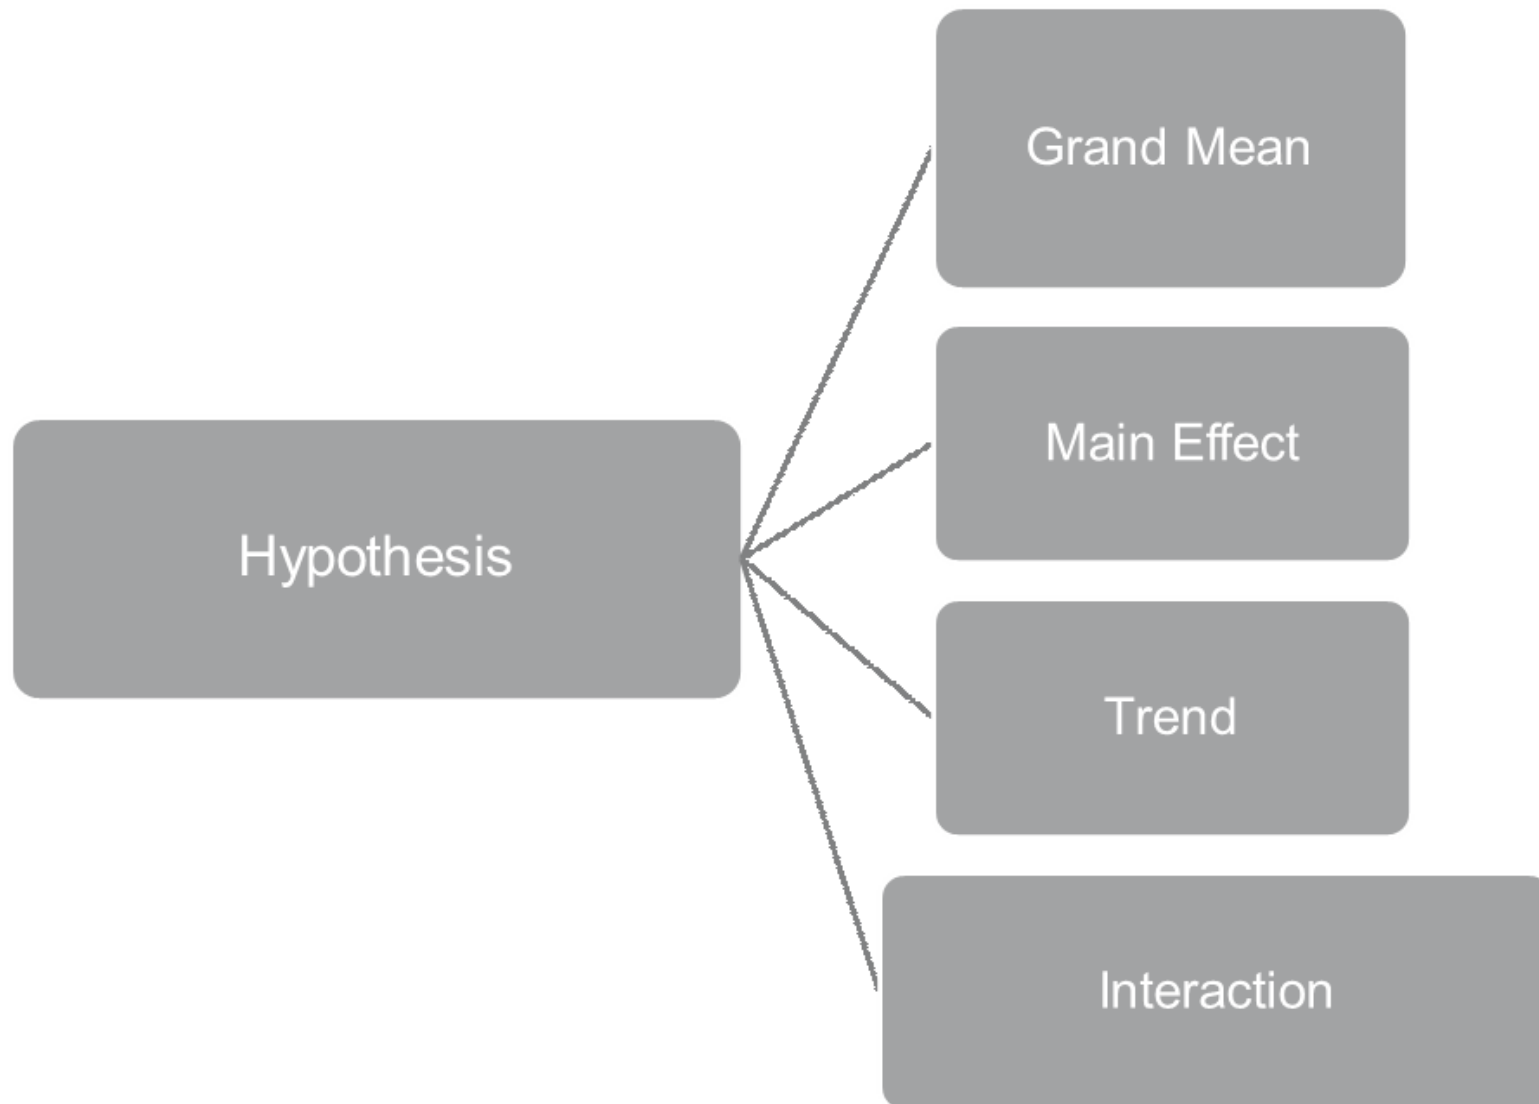 Grand Mean
Main Effect
Hypothesis
Trend
Interaction